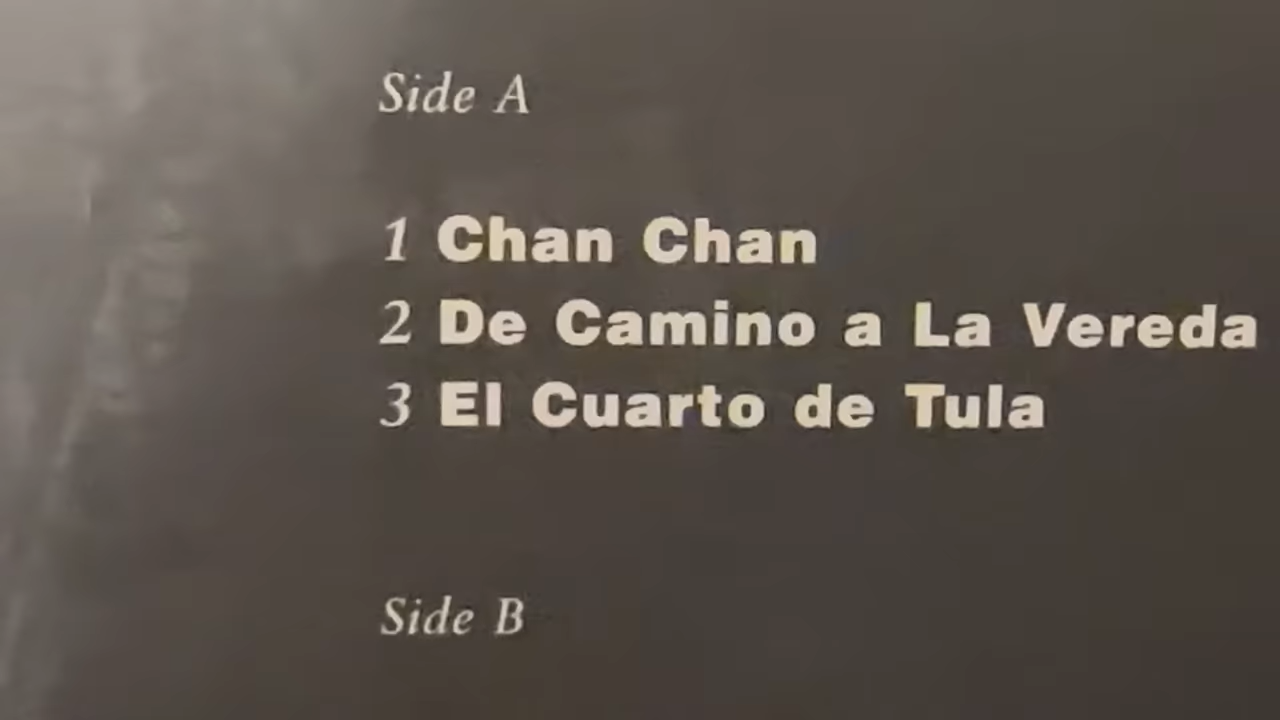 Side A
1 Chan Chan
2 De Camino a La Vereda
3 El Cuarto de Tula
Side B